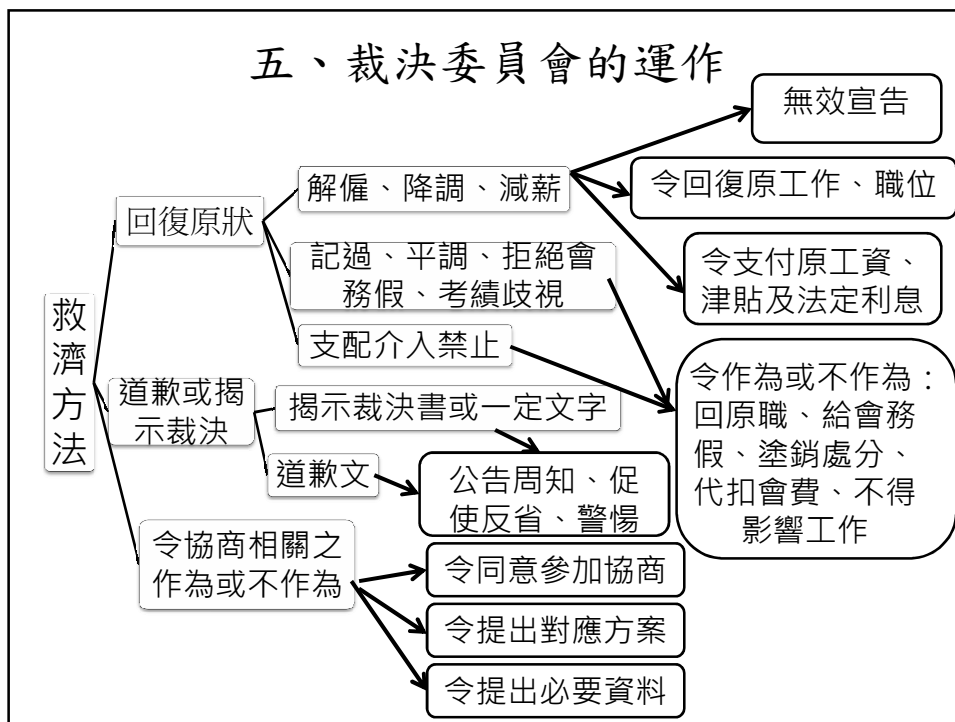 五、裁決委員會的運作
救
濟
方
法
回復原狀
解僱、降調、減薪
無效宣告
令回復原工作、職位
令支付原工資、
津貼及法定利息
記過、平調、拒絕會
務假、考績歧視
支配介入禁止
令作為或不作為：
回原職、給會務
假、塗銷處分、
代扣會費、不得
影響工作
道歉或揭
示裁決
揭示裁決書或一定文字
道歉文
公告周知、促
使反省、警惕
令協商相關之
作為或不作為
令同意參加協商
令提出對應方案
令提出必要資料